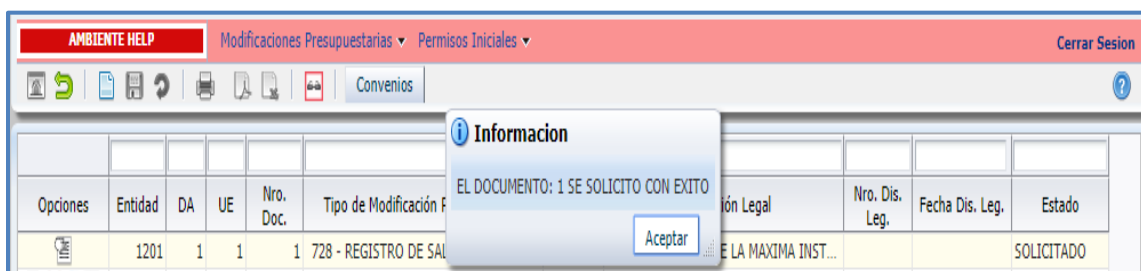 AMBIENTE HELP Modificaciones Presupuestarias Permisos Iniciales Cerrar Sesion
Convenios
Informacion
EL DOCUMENTO: 1 SE SOLICITO CON EXITO
Aceptar
Opciones Entidad DA UE Nro. Doc. Tipo de Modificación ión Legal Nro. Dis. Leg. Fecha Dis. Leg. Estado
1201 1 1 1 728 - REGISTRO DE SAL E LA MAXIMA INST... SOLICITADO